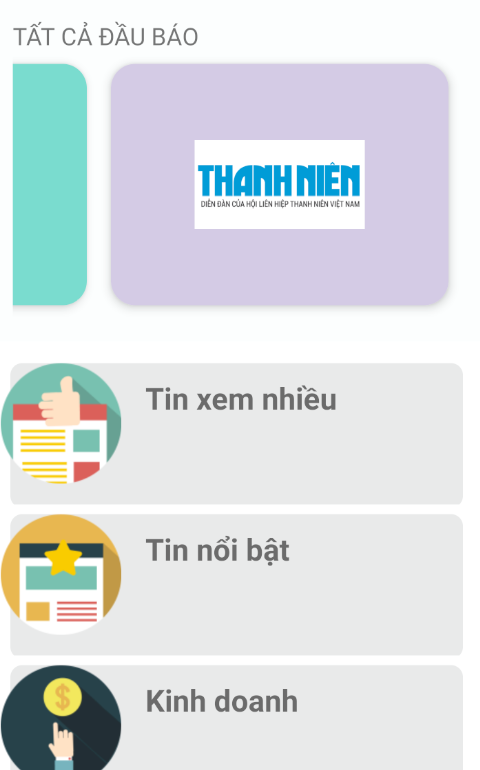 TẤT CẢ ĐẦU BÁO
THANH NIÊN
DIỄN ĐÀN CỦA HỘI LIÊN HIỆP THANH NIÊN VIỆT NAM
Tin xem nhiều
Tin nổi bật
Kinh doanh
$